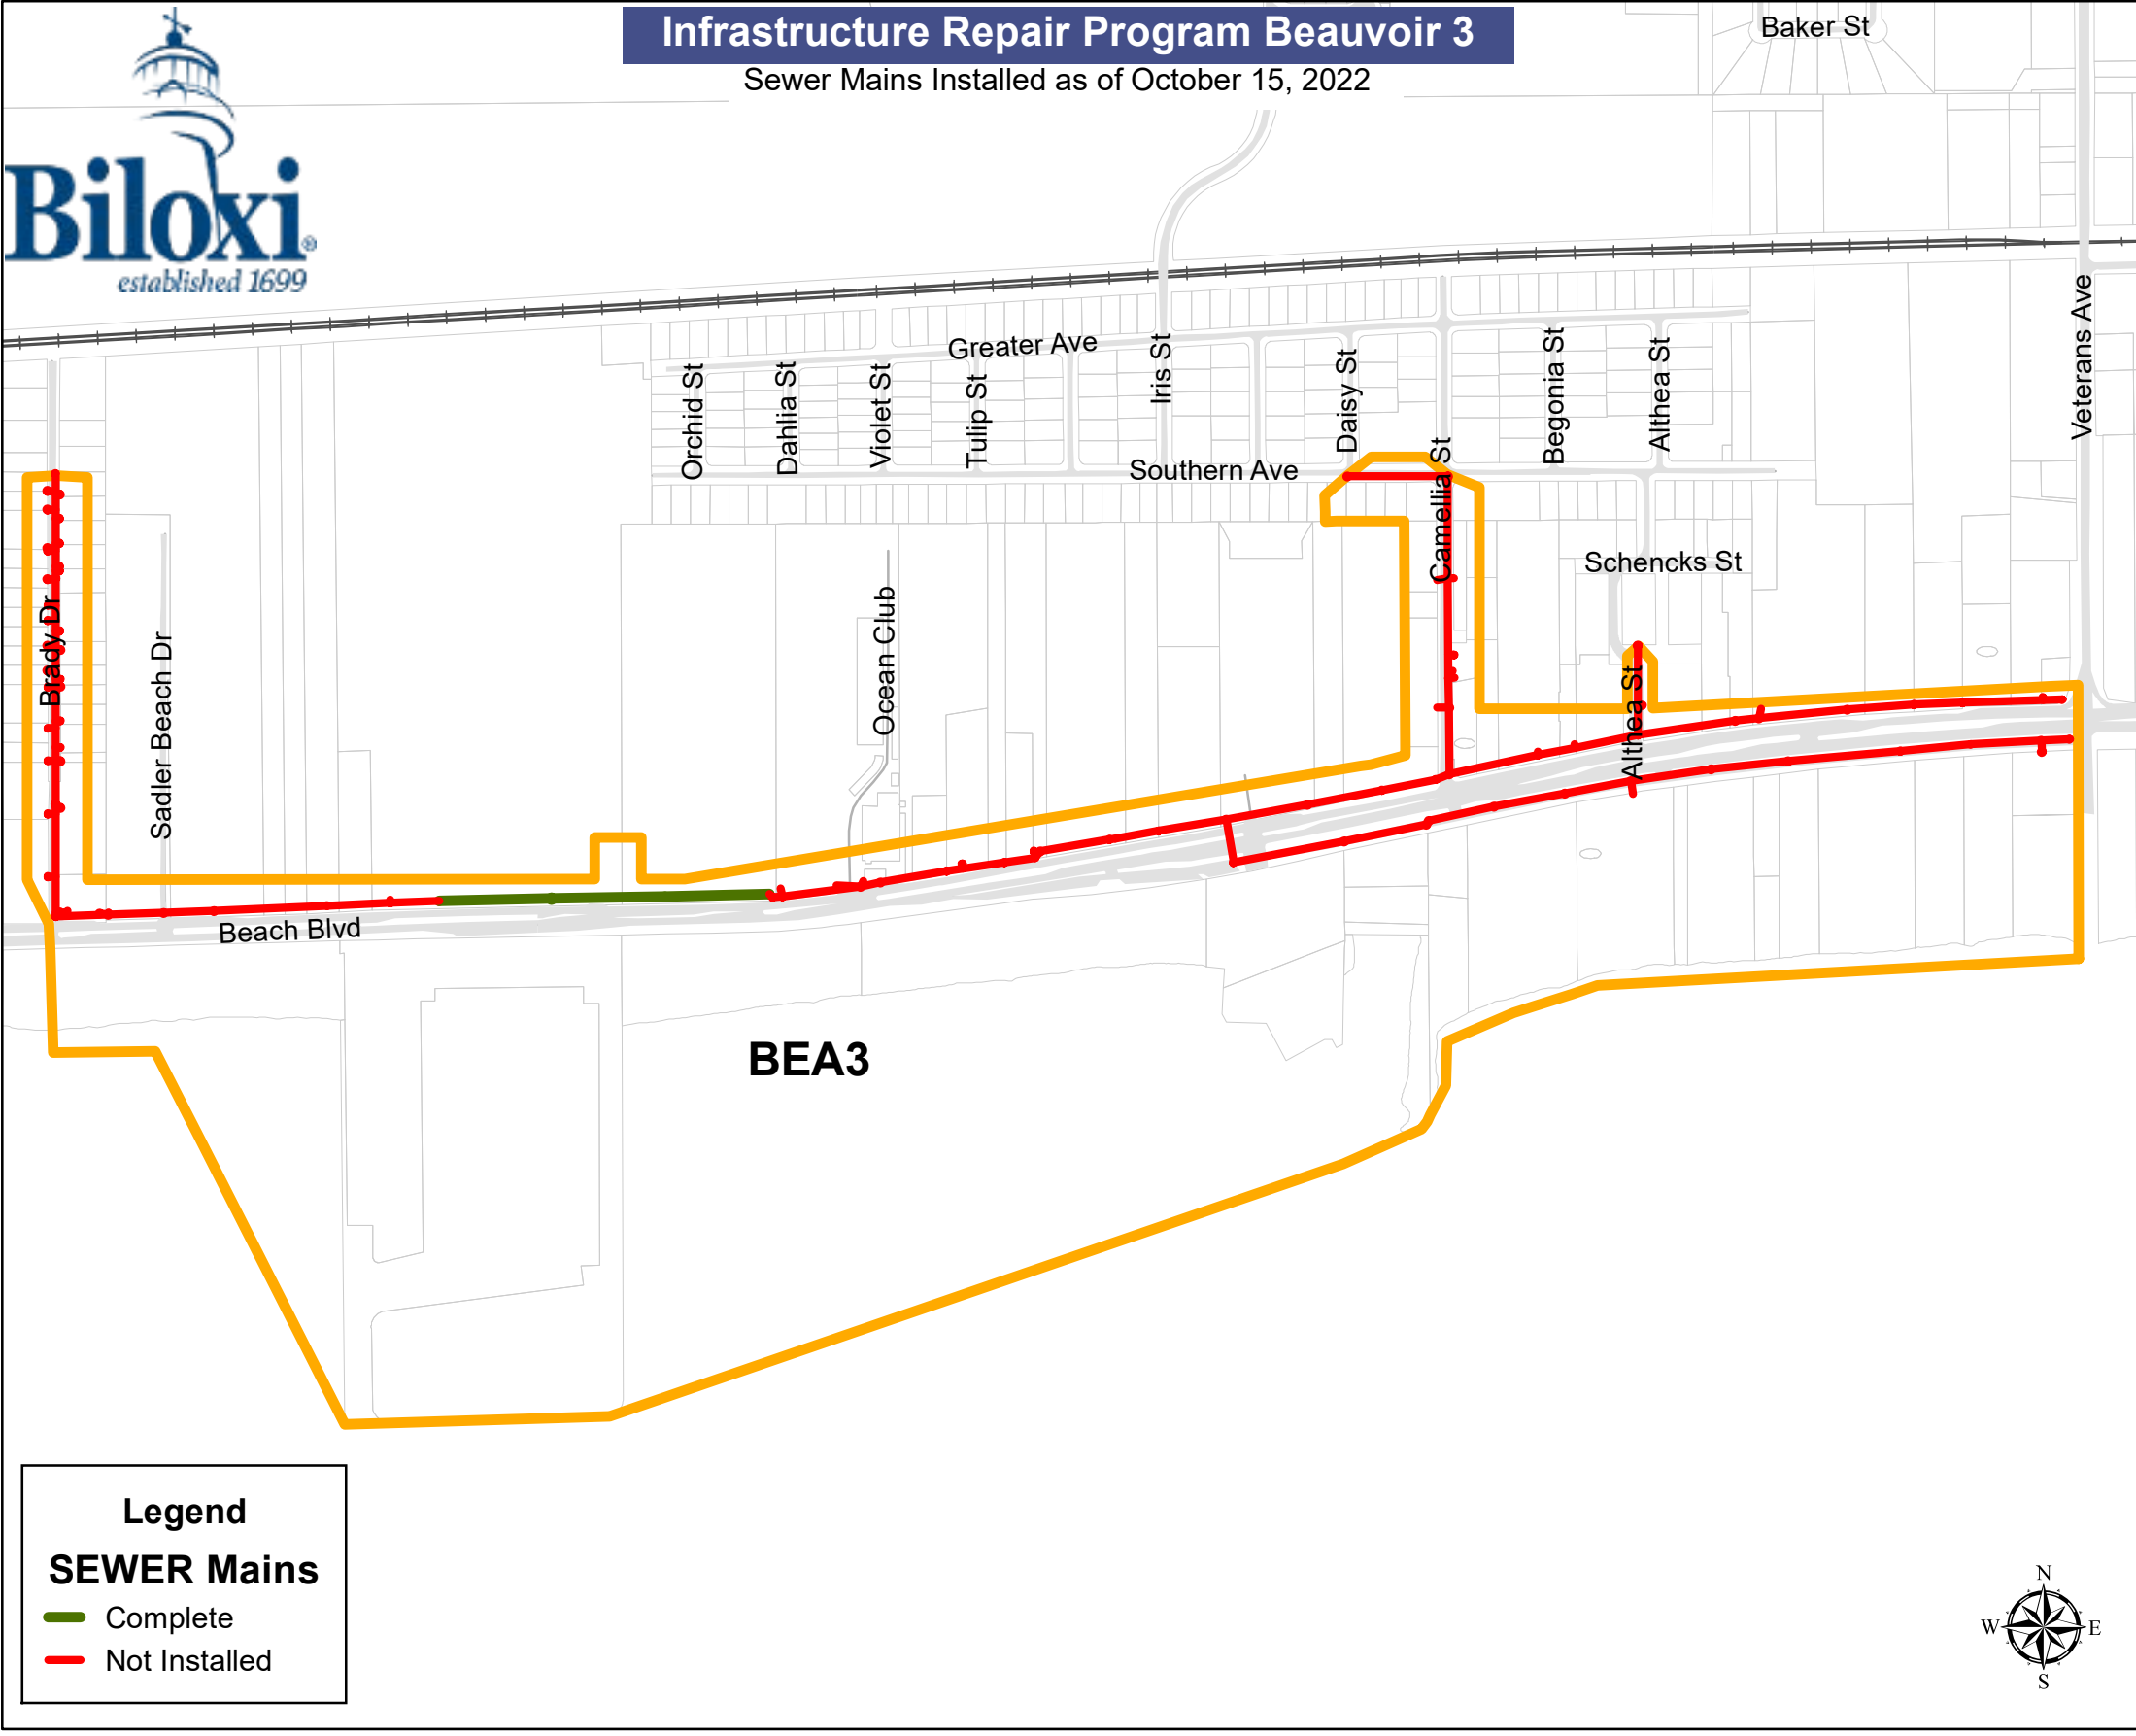 Infrastructure Repair Program Beauvoir 3
Sewer Mains Installed as of October 15, 2022
Biloxi®
established 1699
Baker St
Veterans Ave
Greater Ave
Iris St
Orchid St
Dahlia St
Violet St
Tulip St
Daisy St
Begonia St
Althea St
Southern Ave
Camellia St
Schencks St
Brady Dr
Sadler Beach Dr
Ocean Club
Althea St
Beach Blvd
BEA3
Legend
SEWER Mains
Complete
Not Installed
N
W E
S